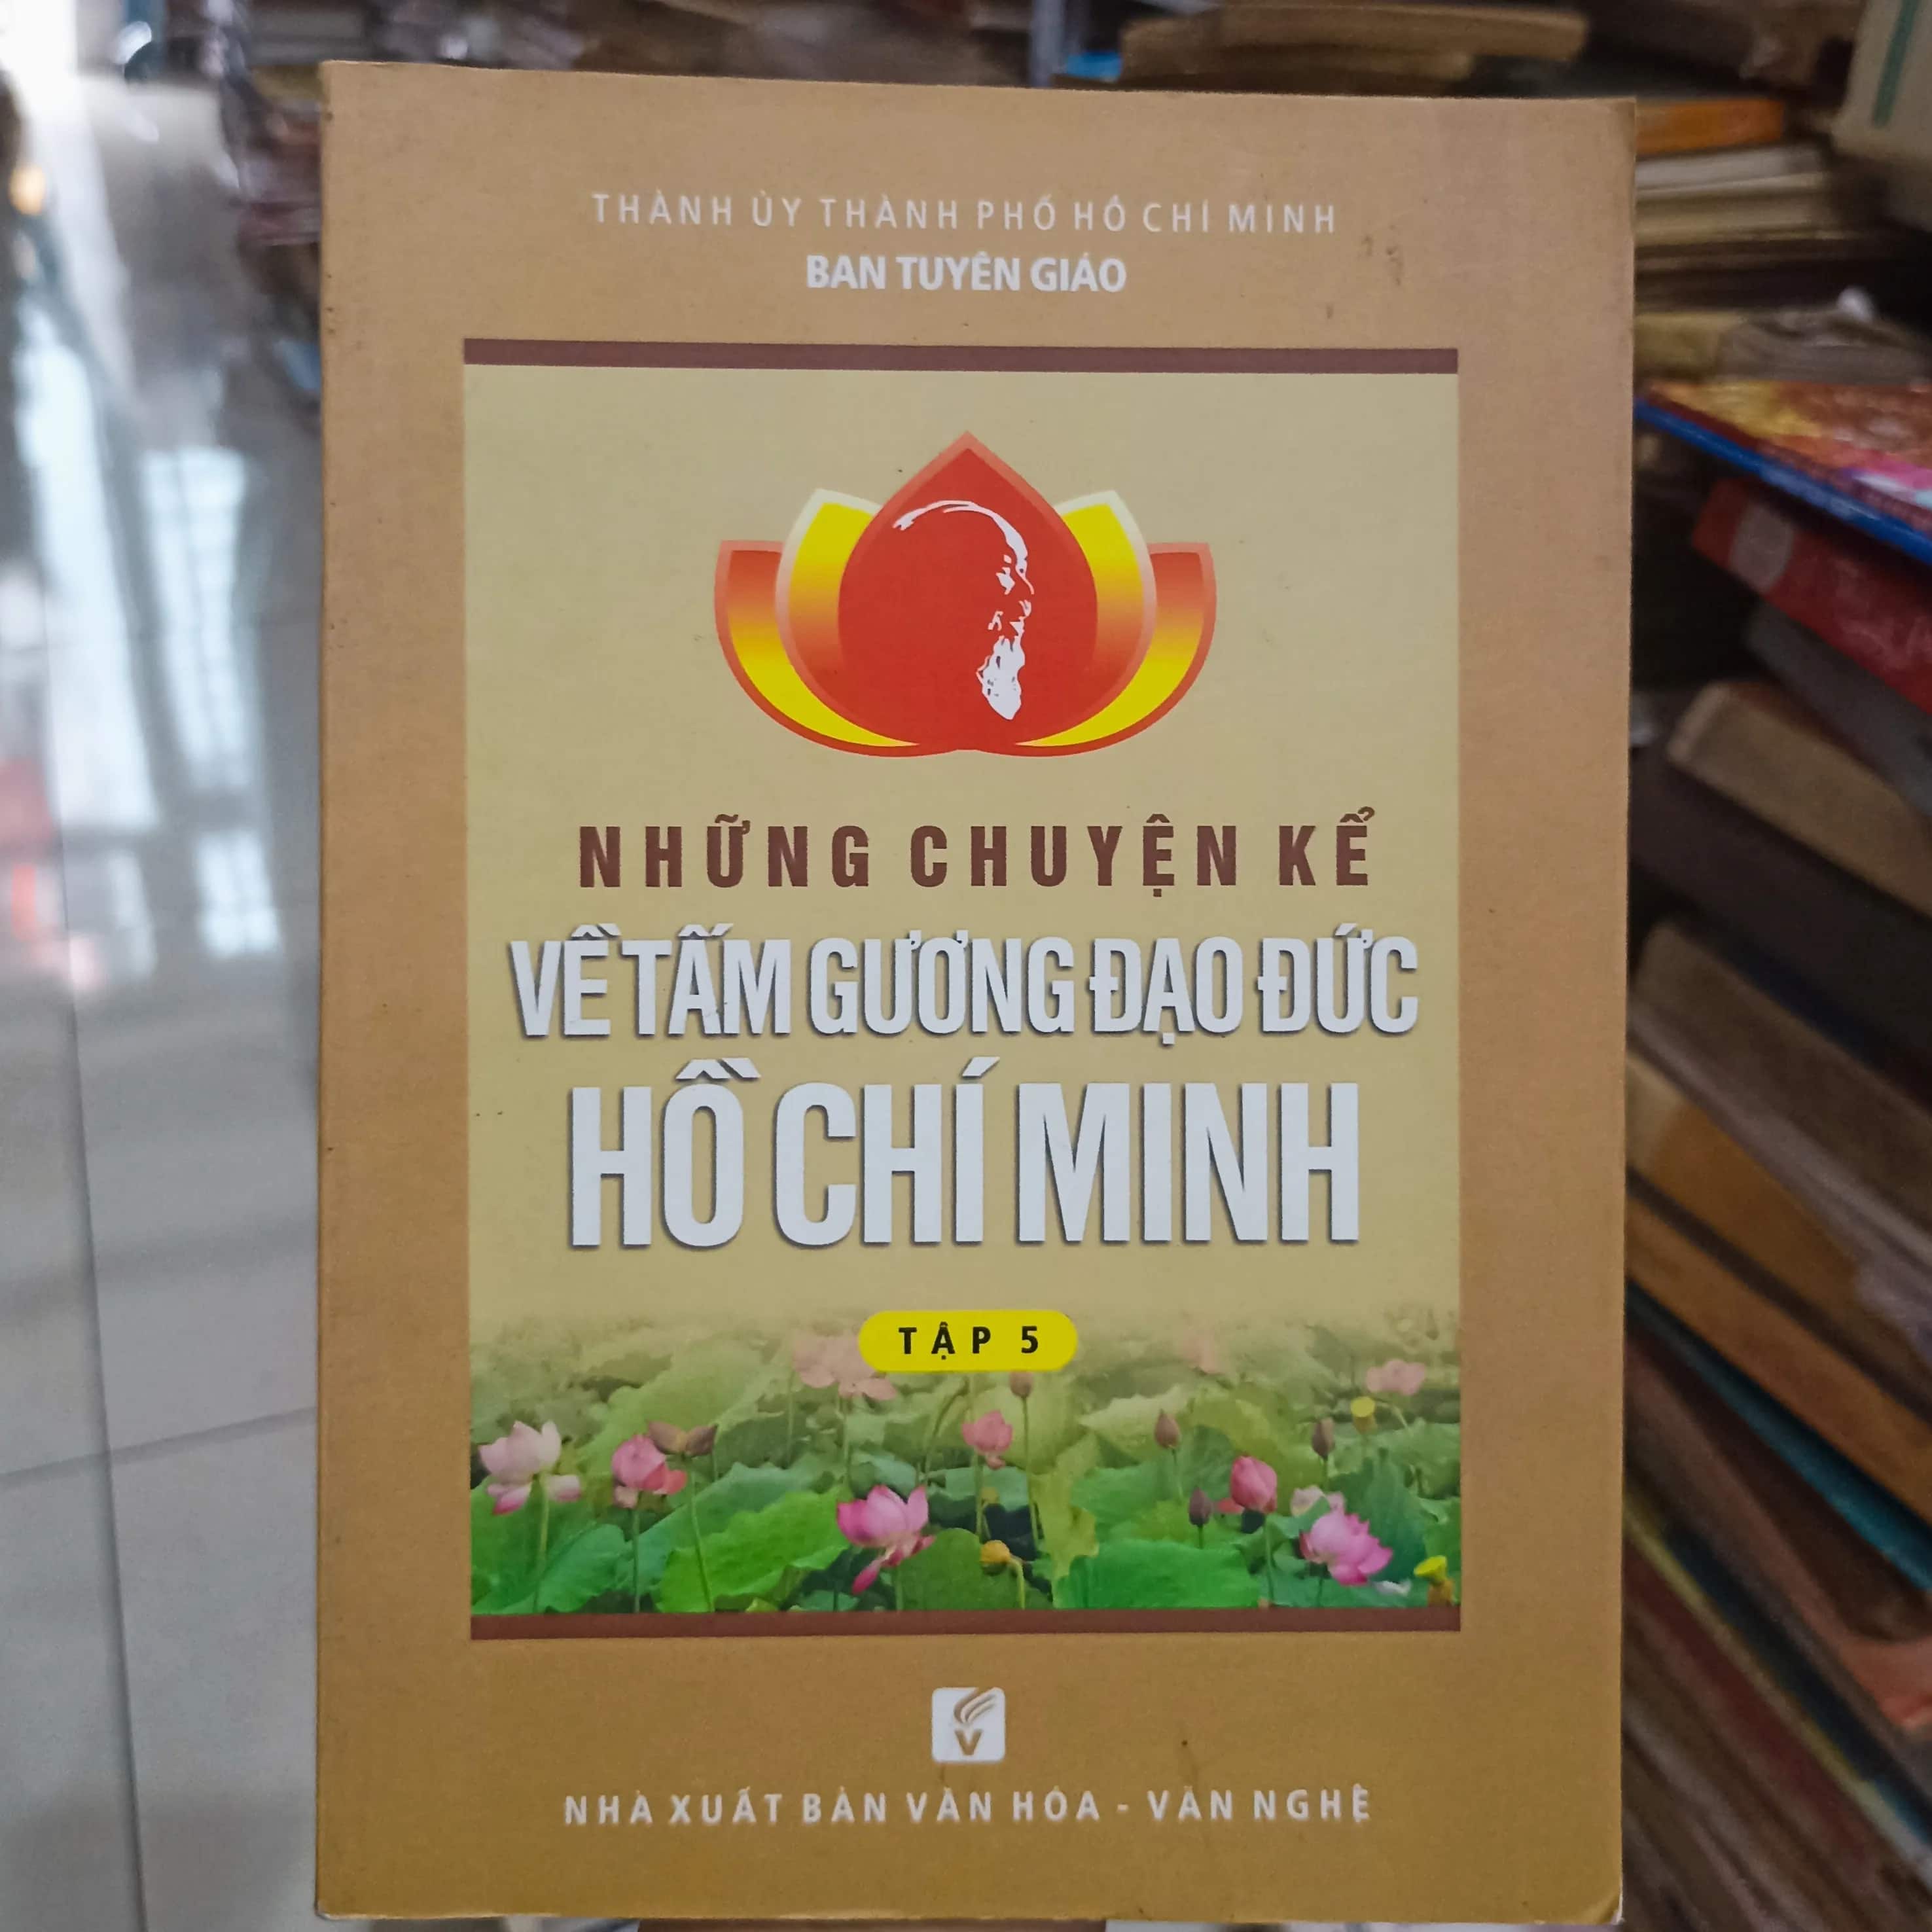 THÀNH ỦY THÀNH PHỐ HỒ CHÍ MINH
BAN TUYÊN GIÁO
NHỮNG CHUYỆN KỂ
VỀ TẤM GƯƠNG ĐẠO ĐỨC
HỒ CHÍ MINH
TẬP 5
V
NHÀ XUẤT BẢN VĂN HÓA - VĂN NGHỆ